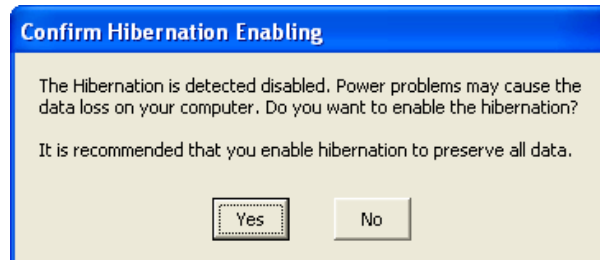 Confirm Hibernation Enabling
The Hibernation is detected disabled. Power problems may cause the
data loss on your computer. Do you want to enable the hibernation?
It is recommended that you enable hibernation to preserve all data.
Yes No